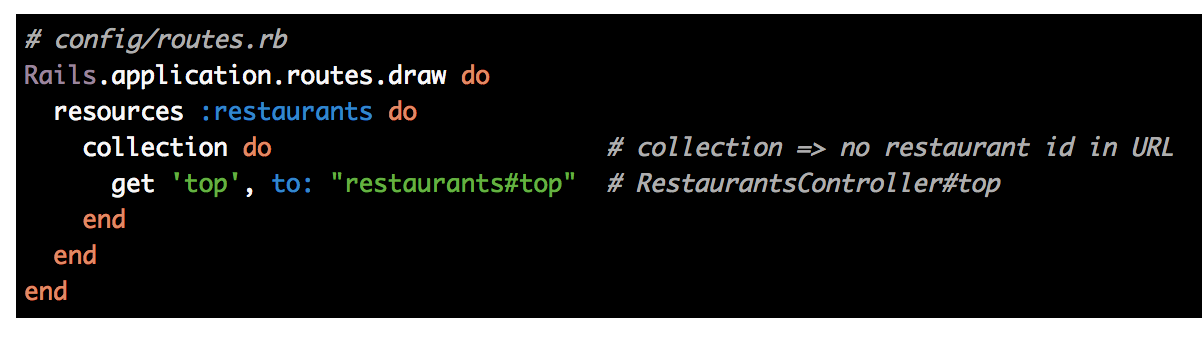 # config/routes.rb
Rails.application.routes.draw do
  resources :restaurants do
    collection do                       # collection => no restaurant id in URL
      get 'top', to: "restaurants#top"  # RestaurantsController#top
    end
  end
end